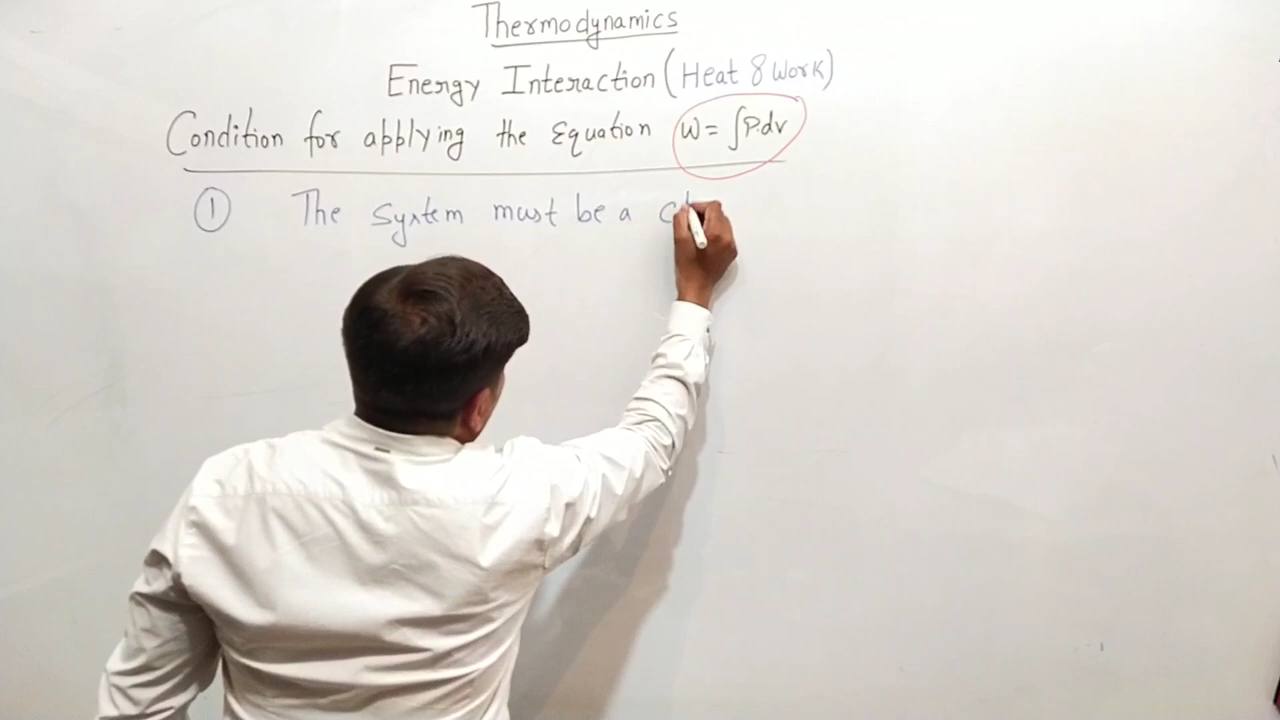 Thermodynamics
Energy Interaction (Heat & Work)
Condition for applying the Equation W = ∫P.dv
① The System must be a